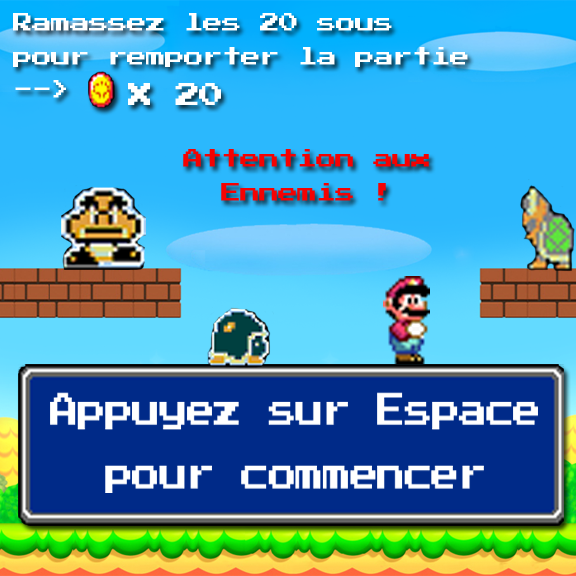 Ramassez les 20 sous
pour remporter la partie
--> X 20
Attention aux
Ennemis !
Appuyez sur Espace
pour commencer